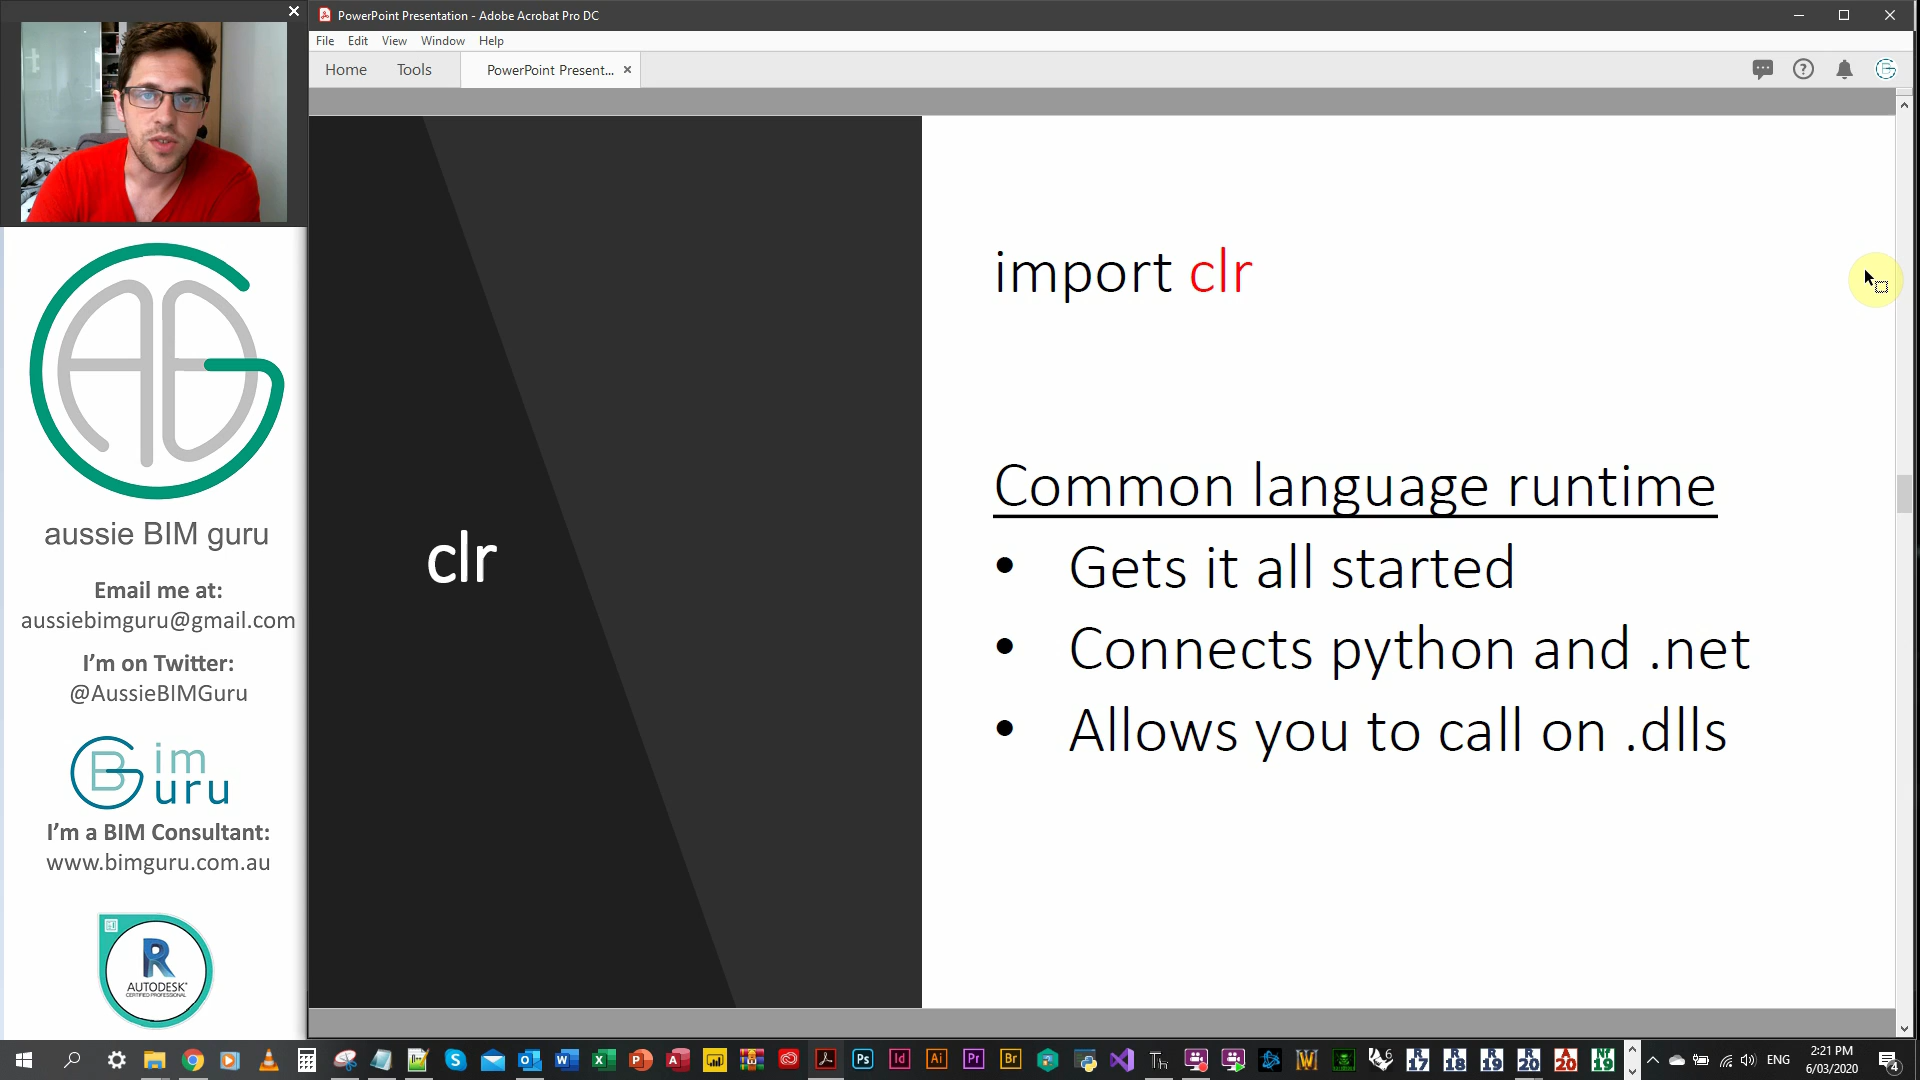 PowerPoint Presentation - Adobe Acrobat Pro DC
File Edit View Window Help
Home Tools PowerPoint Present...
import clr
clr
Common language runtime
• Gets it all started
• Connects python and .net
• Allows you to call on .dlls
aussie BIM guru
Email me at:
aussiebimguru@gmail.com
I'm on Twitter:
@AussieBIMGuru
BG im uru
I'm a BIM Consultant:
www.bimguru.com.au
R
AUTODESK
CERTIFIED PROFESSIONAL
ENG
2:21 PM
6/03/2020